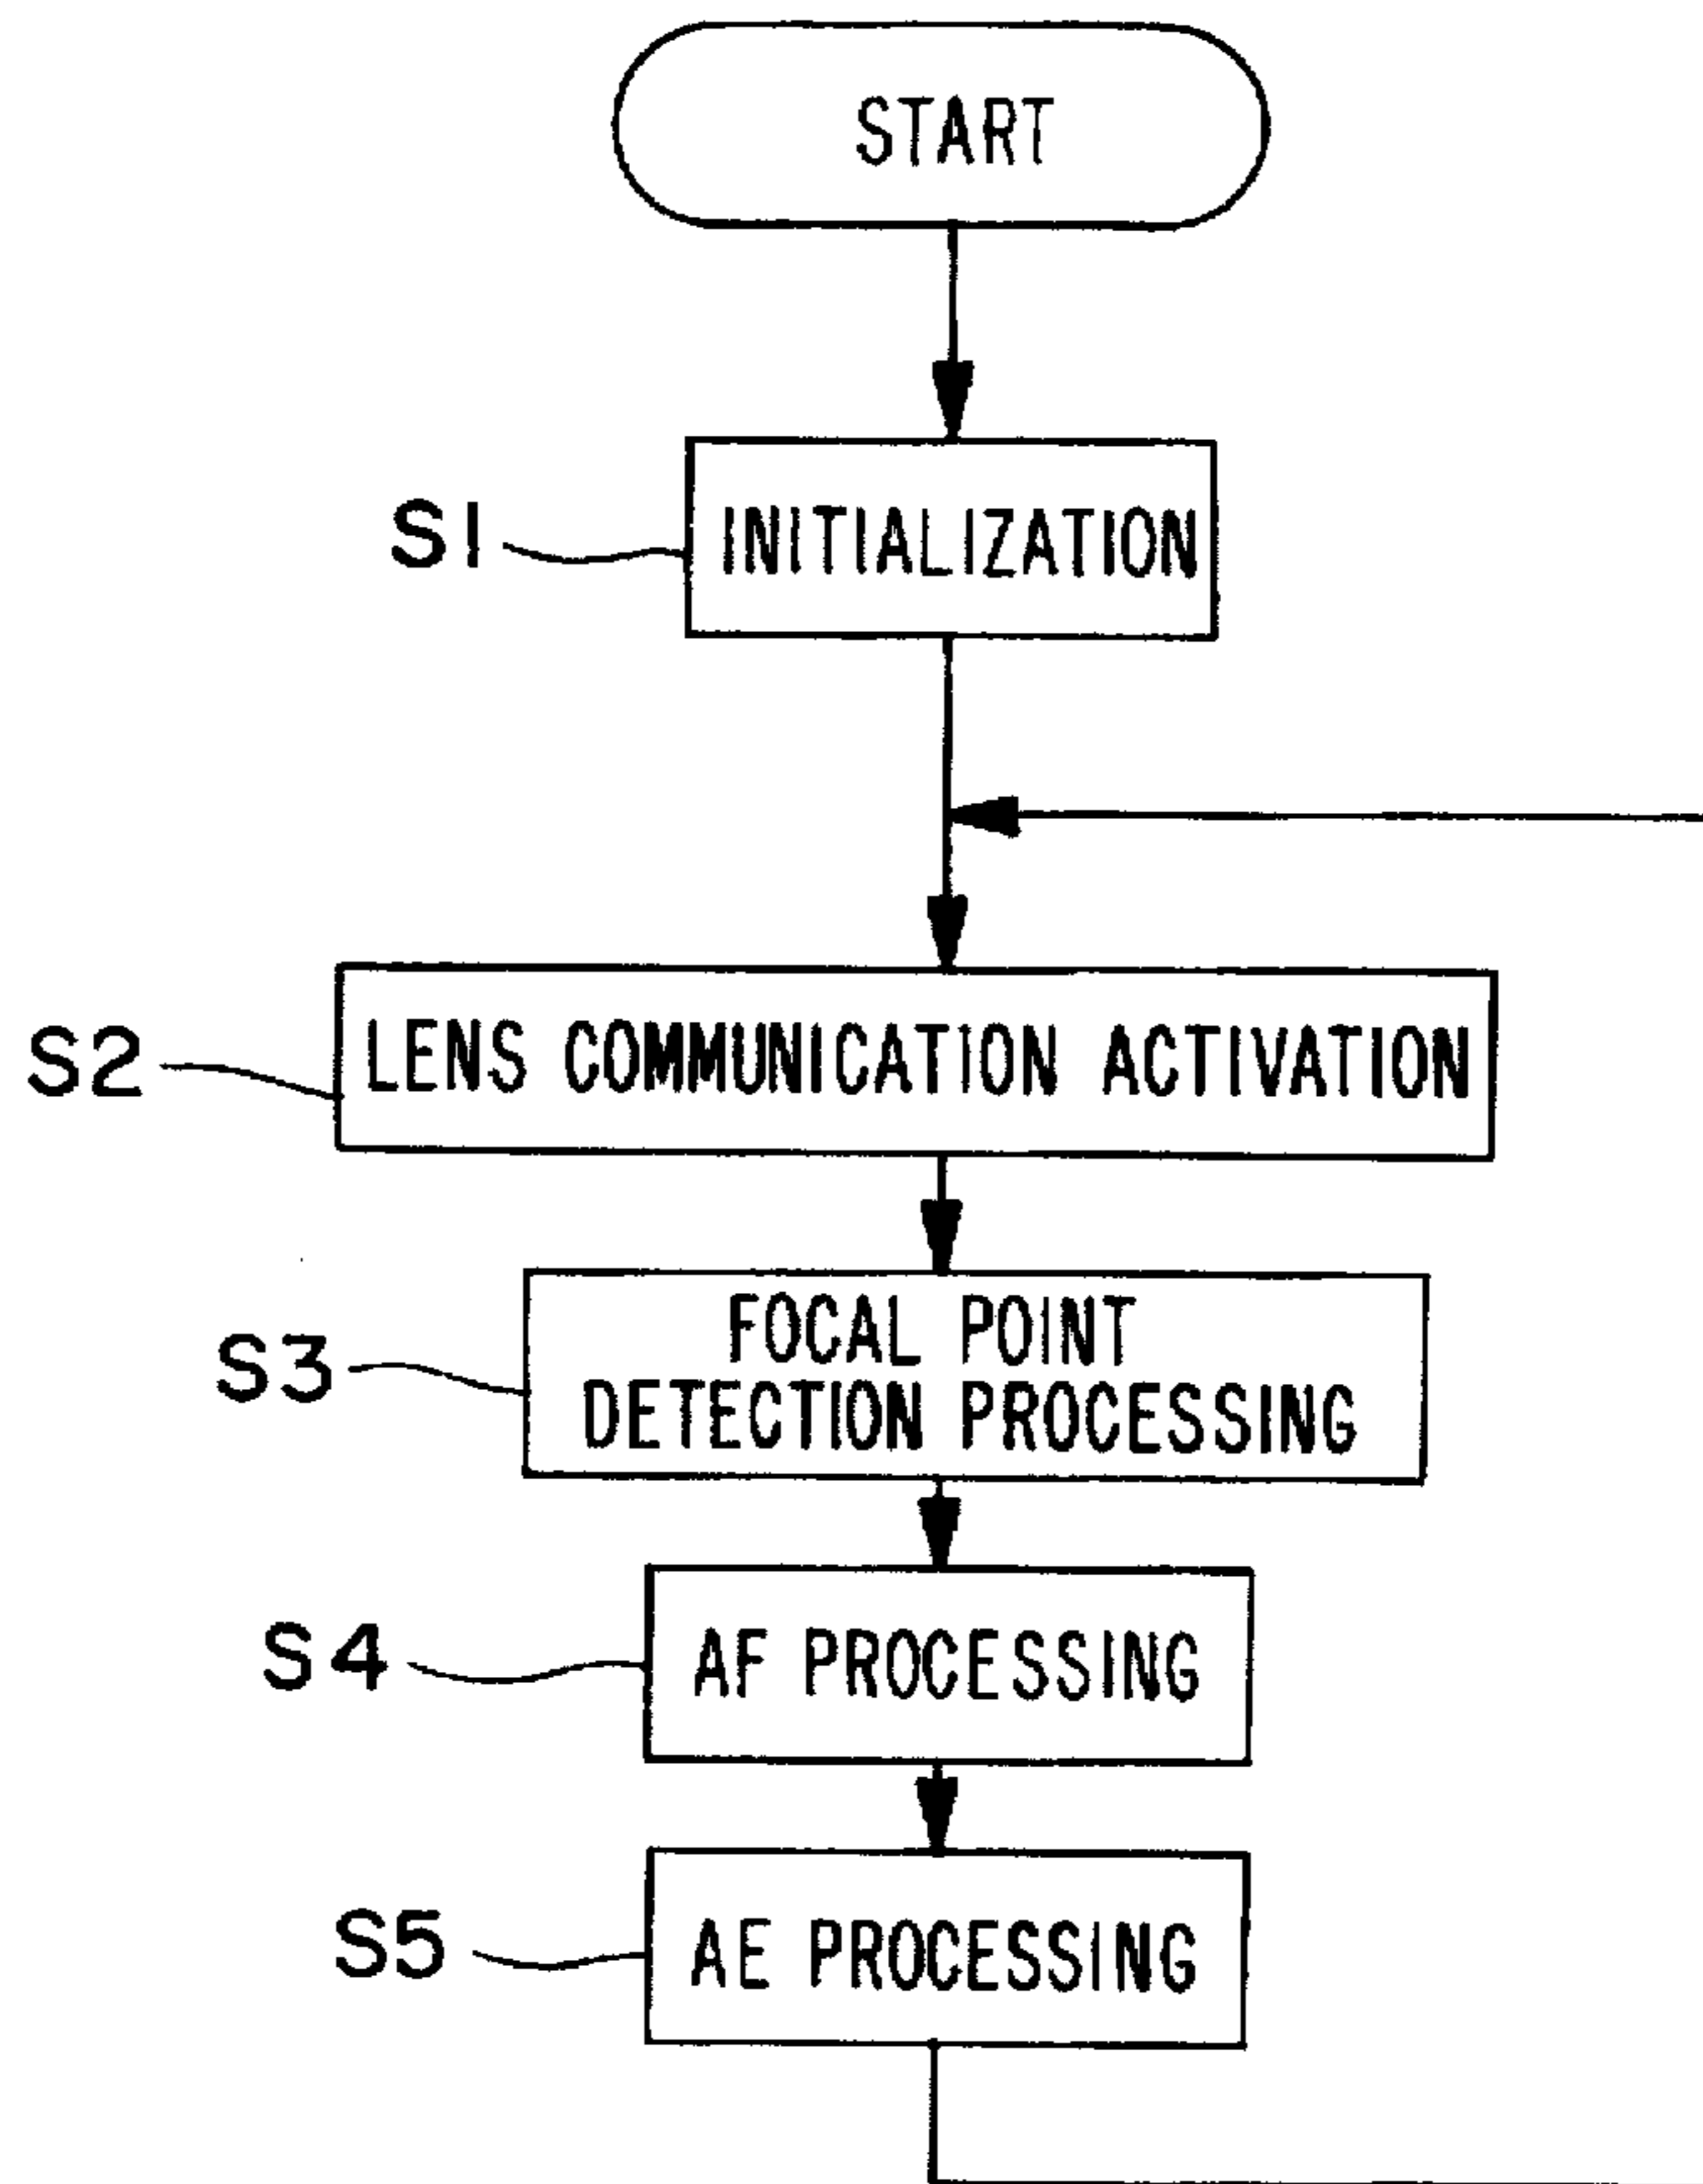 START
S1 INITIALIZATION
S2 LENS COMMUNICATION ACTIVATION
S3 FOCAL POINT
DETECTION PROCESSING
S4 AF PROCESSING
S5 AE PROCESSING